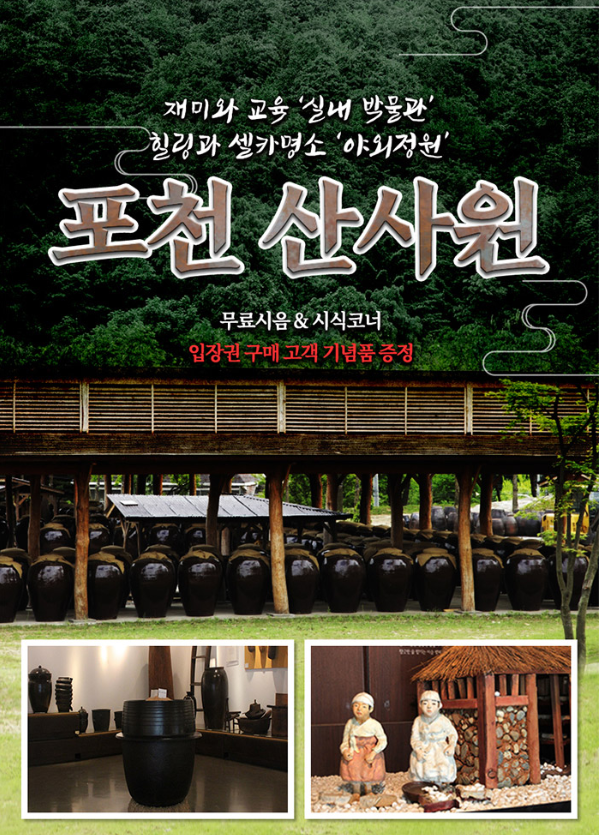 재미와 교육 '실내 박물관'
힐링과 셀카명소 '야외정원'
포천 산사원
무료시음 & 시식코너
입장권 구매 고객 기념품 증정